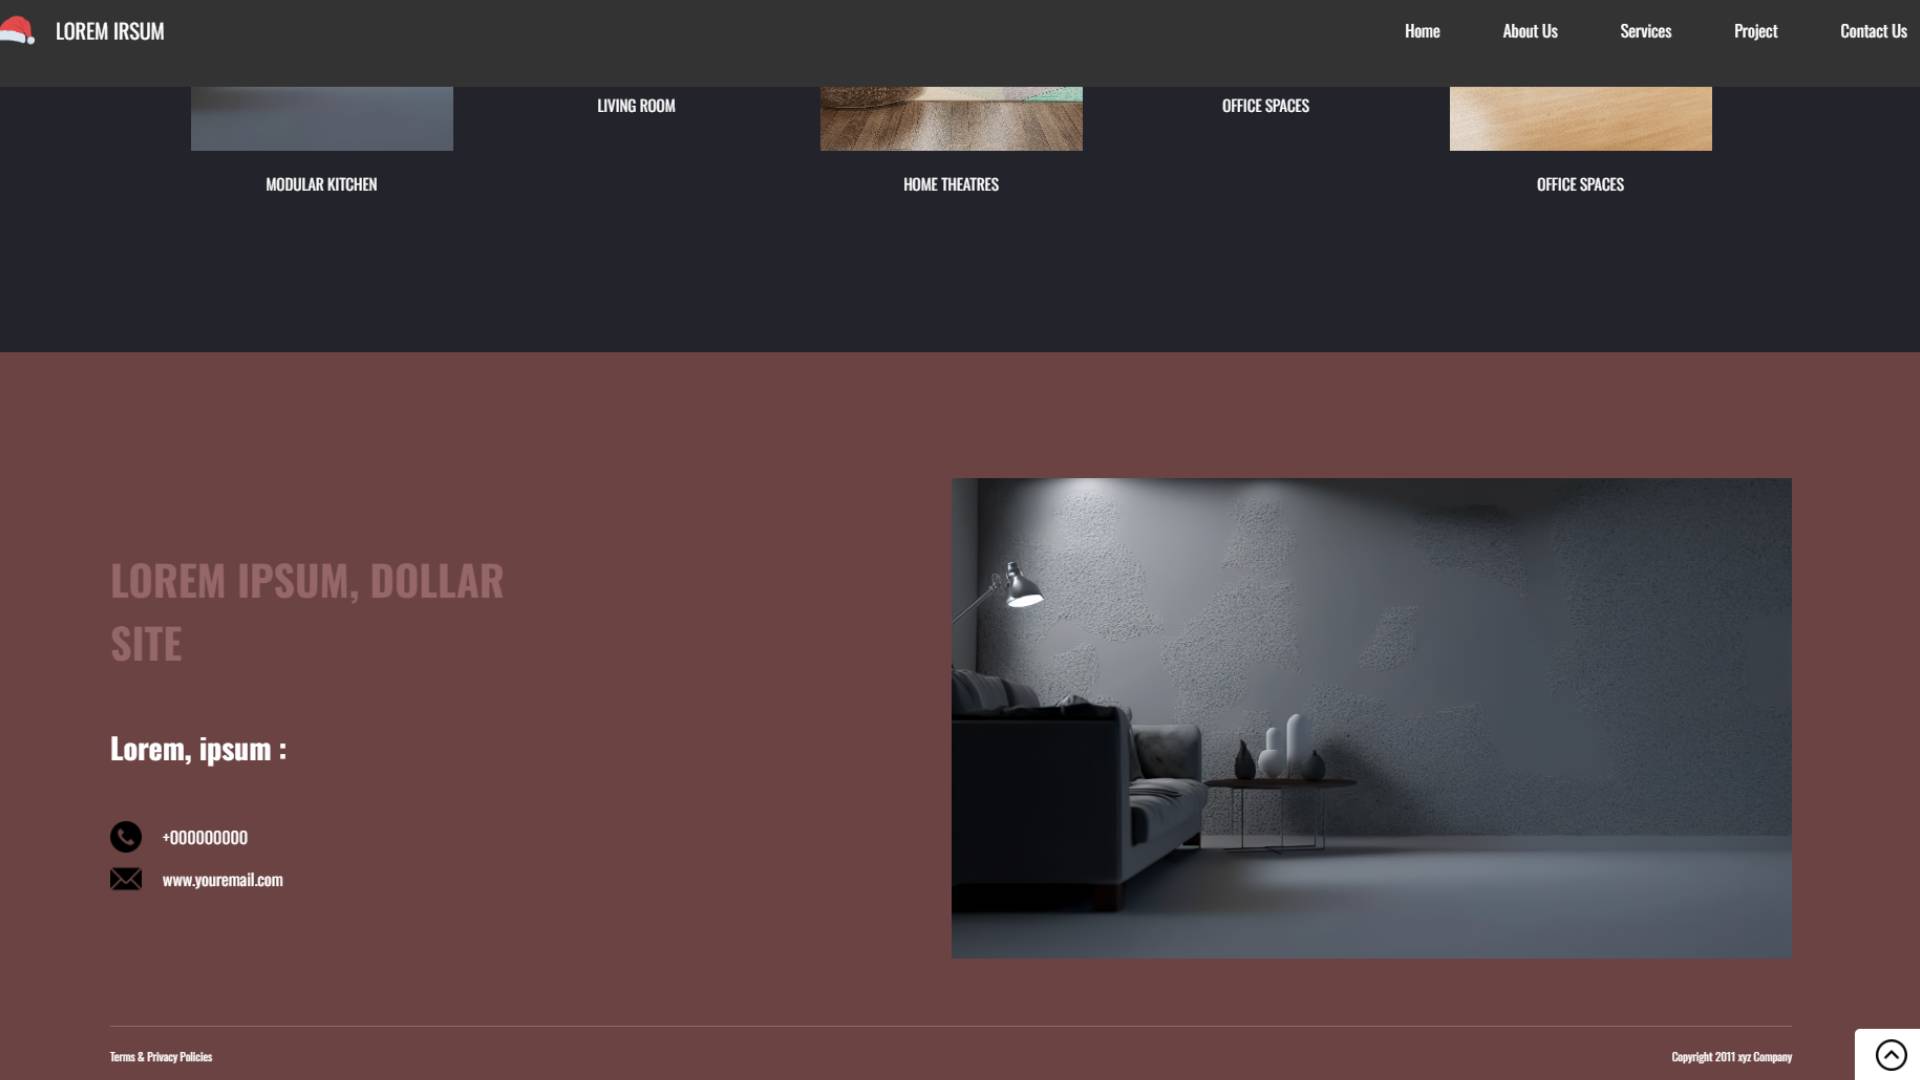 LOREM IRSUM
Home About Us Services Project Contact Us
LIVING ROOM OFFICE SPACES
MODULAR KITCHEN HOME THEATRES OFFICE SPACES
LOREM IPSUM, DOLLAR
SITE
Lorem, ipsum :
+000000000
www.youremail.com
Terms & Privacy Policies Copyright 2011 xyz Company